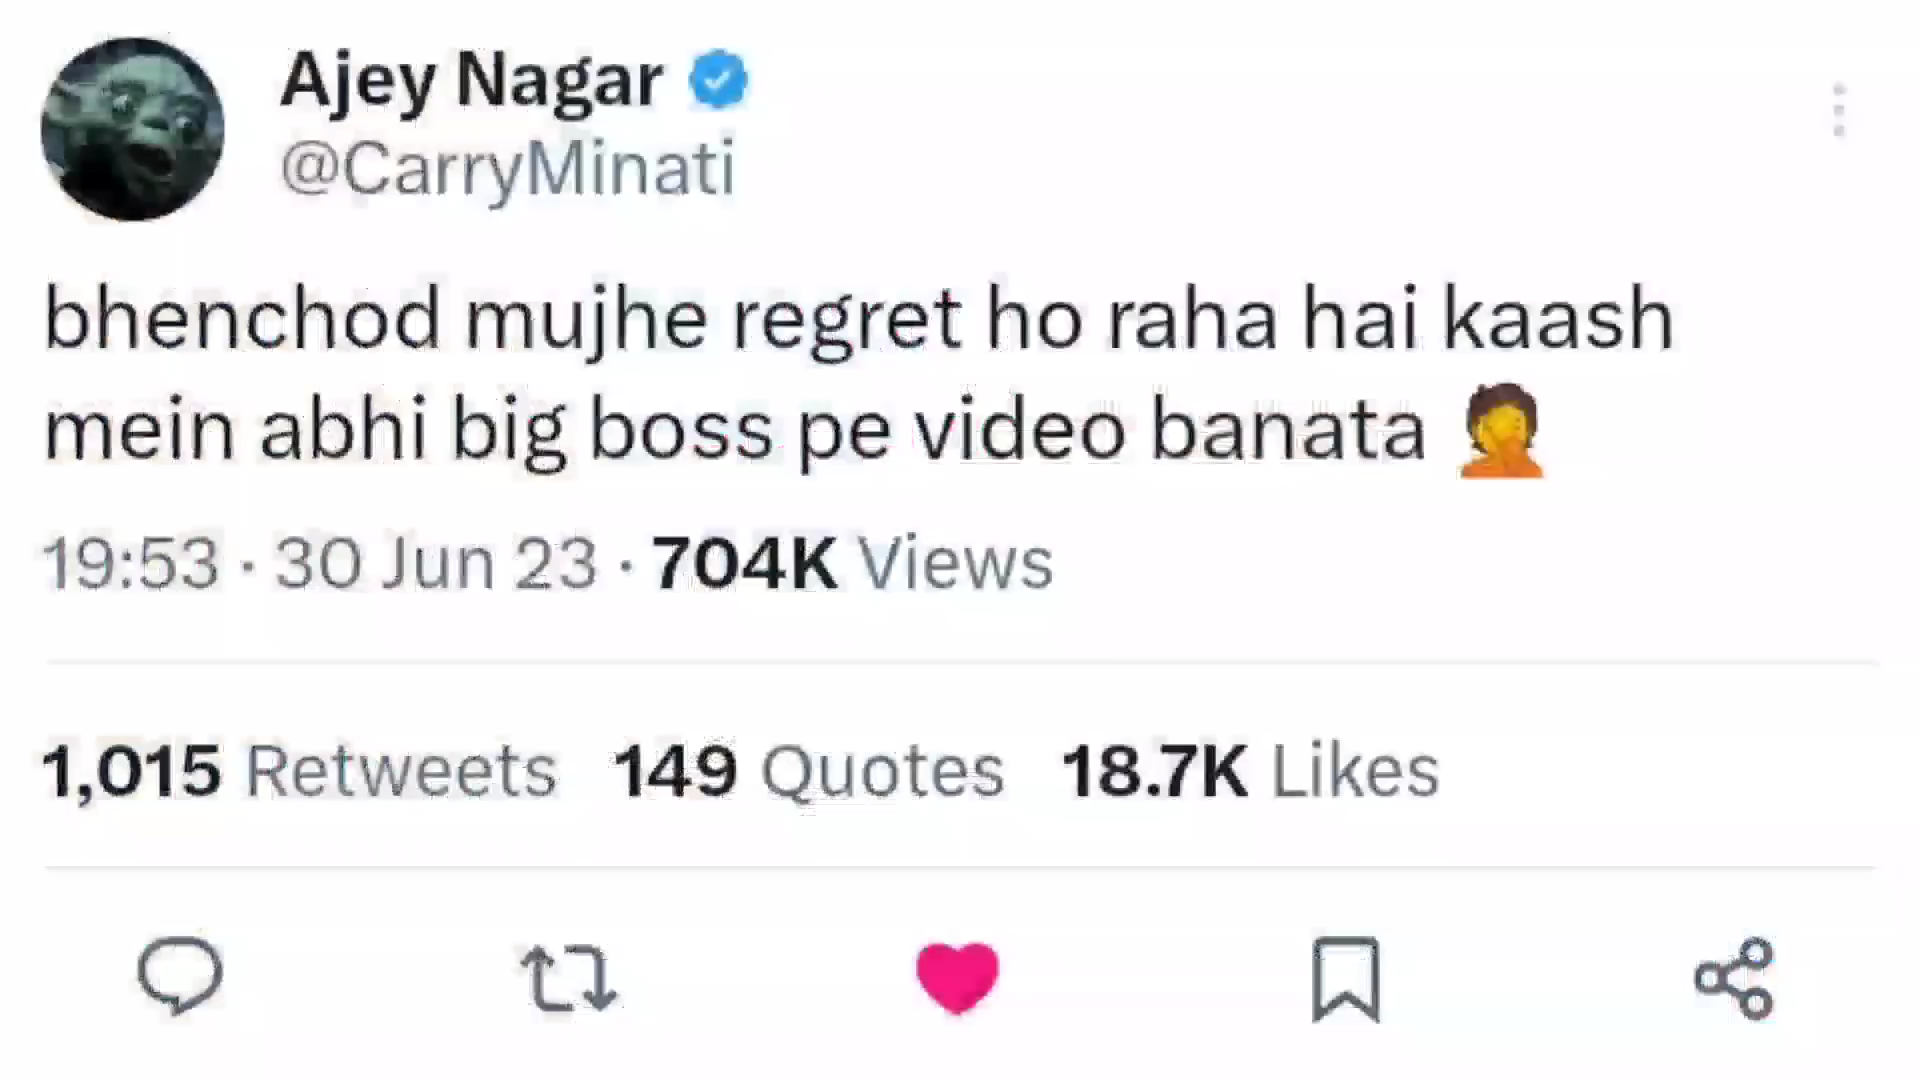 Ajey Nagar
@CarryMinati
bhenchod mujhe regret ho raha hai kaash
mein abhi big boss pe video banata 🤦
19:53 · 30 Jun 23 · 704K Views
1,015 Retweets 149 Quotes 18.7K Likes